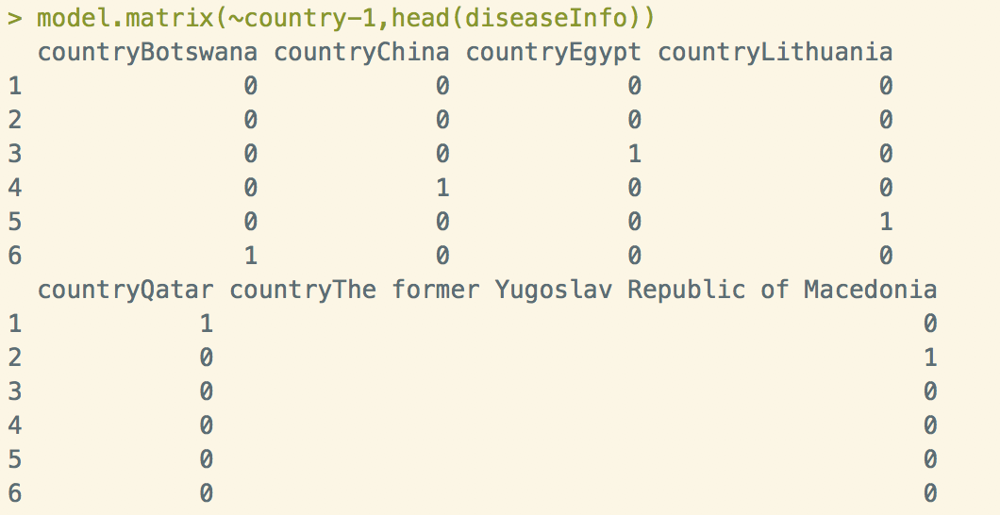 > model.matrix(~country-1,head(diseaseInfo))
  countryBotswana countryChina countryEgypt countryLithuania
1               0            0            0                0
2               0            0            0                0
3               0            0            1                0
4               0            1            0                0
5               0            0            0                1
6               1            0            0                0
  countryQatar countryThe former Yugoslav Republic of Macedonia
1            1                                                0
2            0                                                1
3            0                                                0
4            0                                                0
5            0                                                0
6            0                                                0